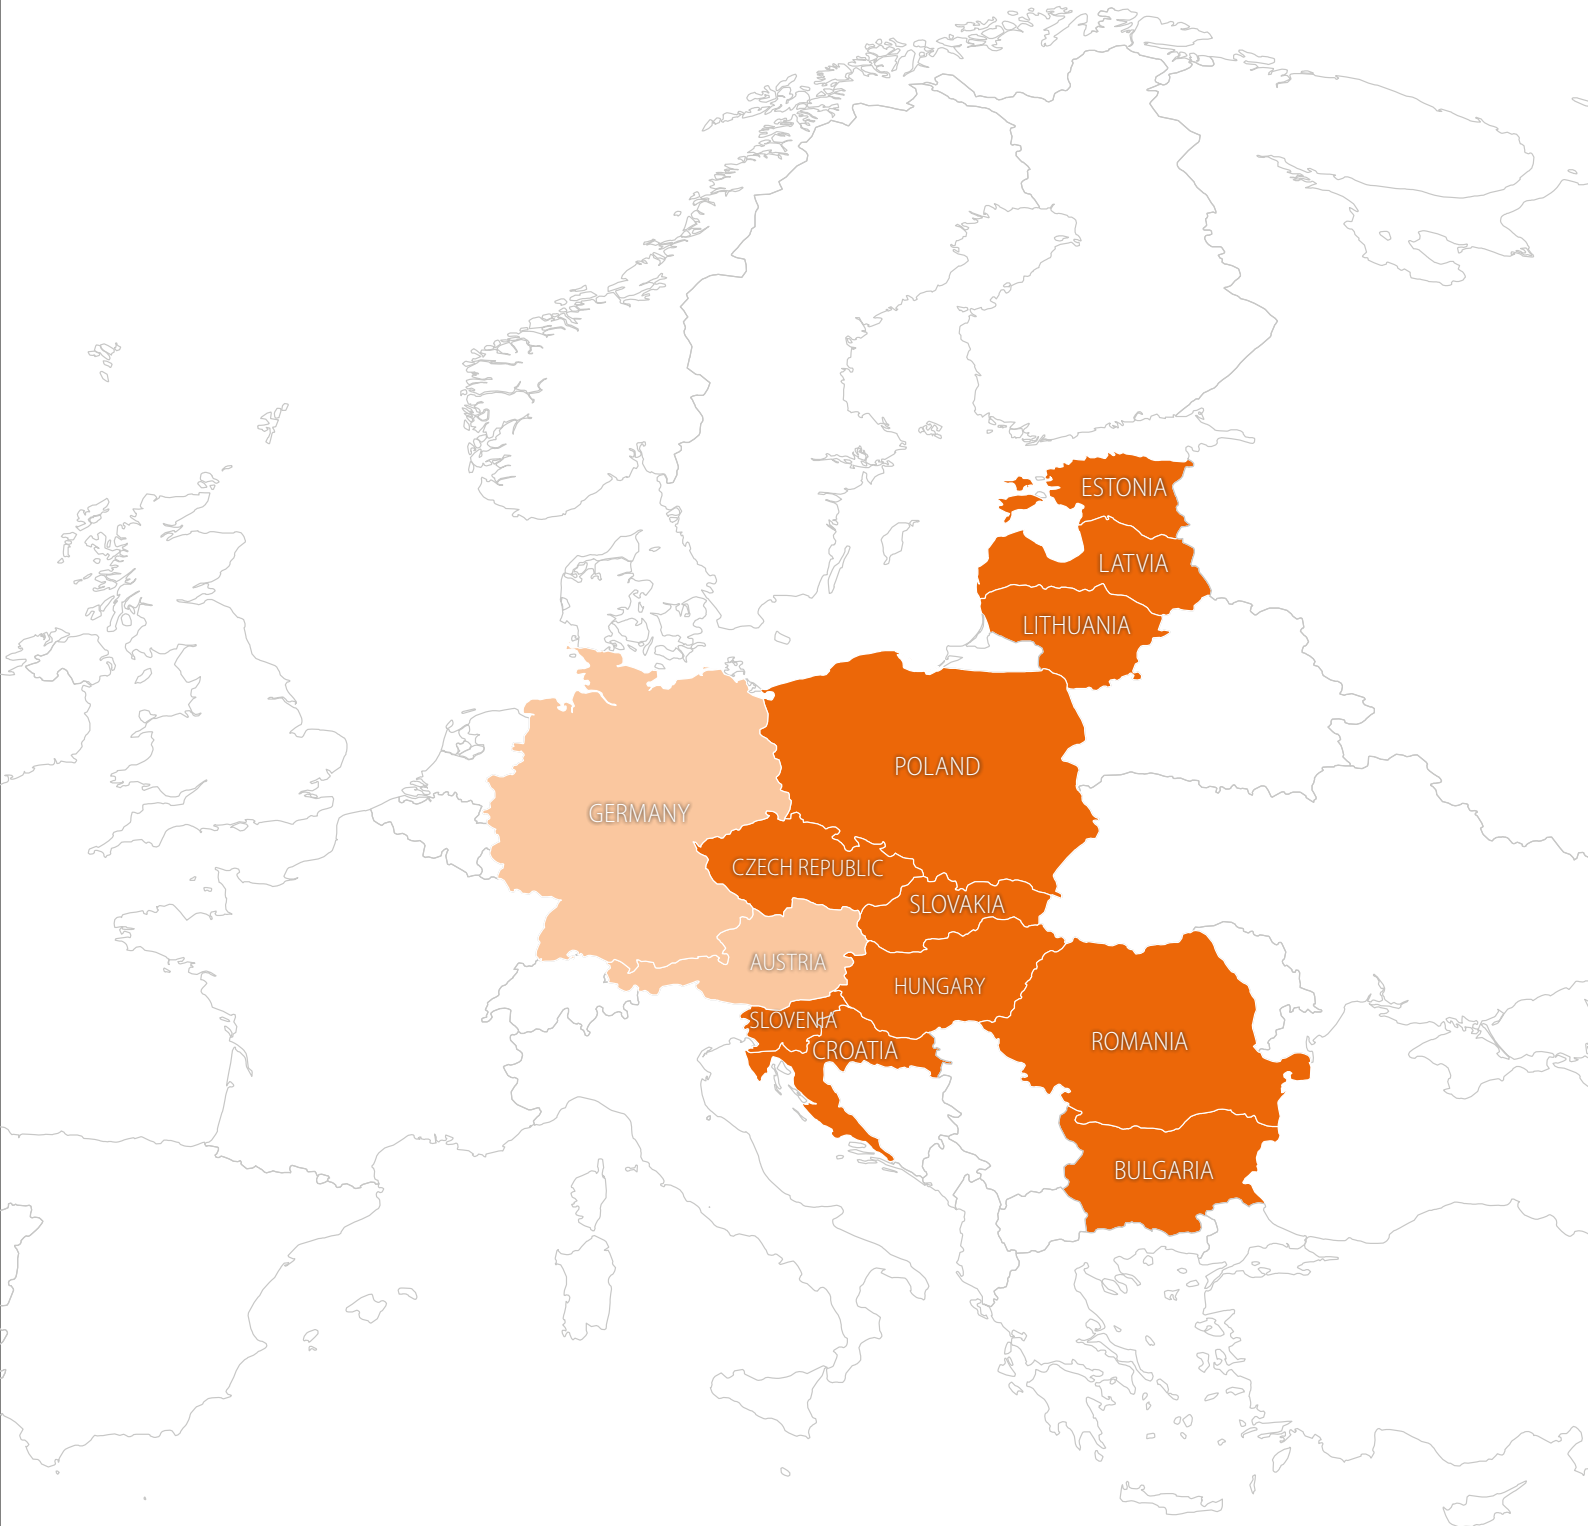 ESTONIA
LATVIA
LITHUANIA
POLAND
GERMANY
CZECH REPUBLIC
SLOVAKIA
AUSTRIA
HUNGARY
SLOVENIA
ROMANIA
CROATIA
BULGARIA